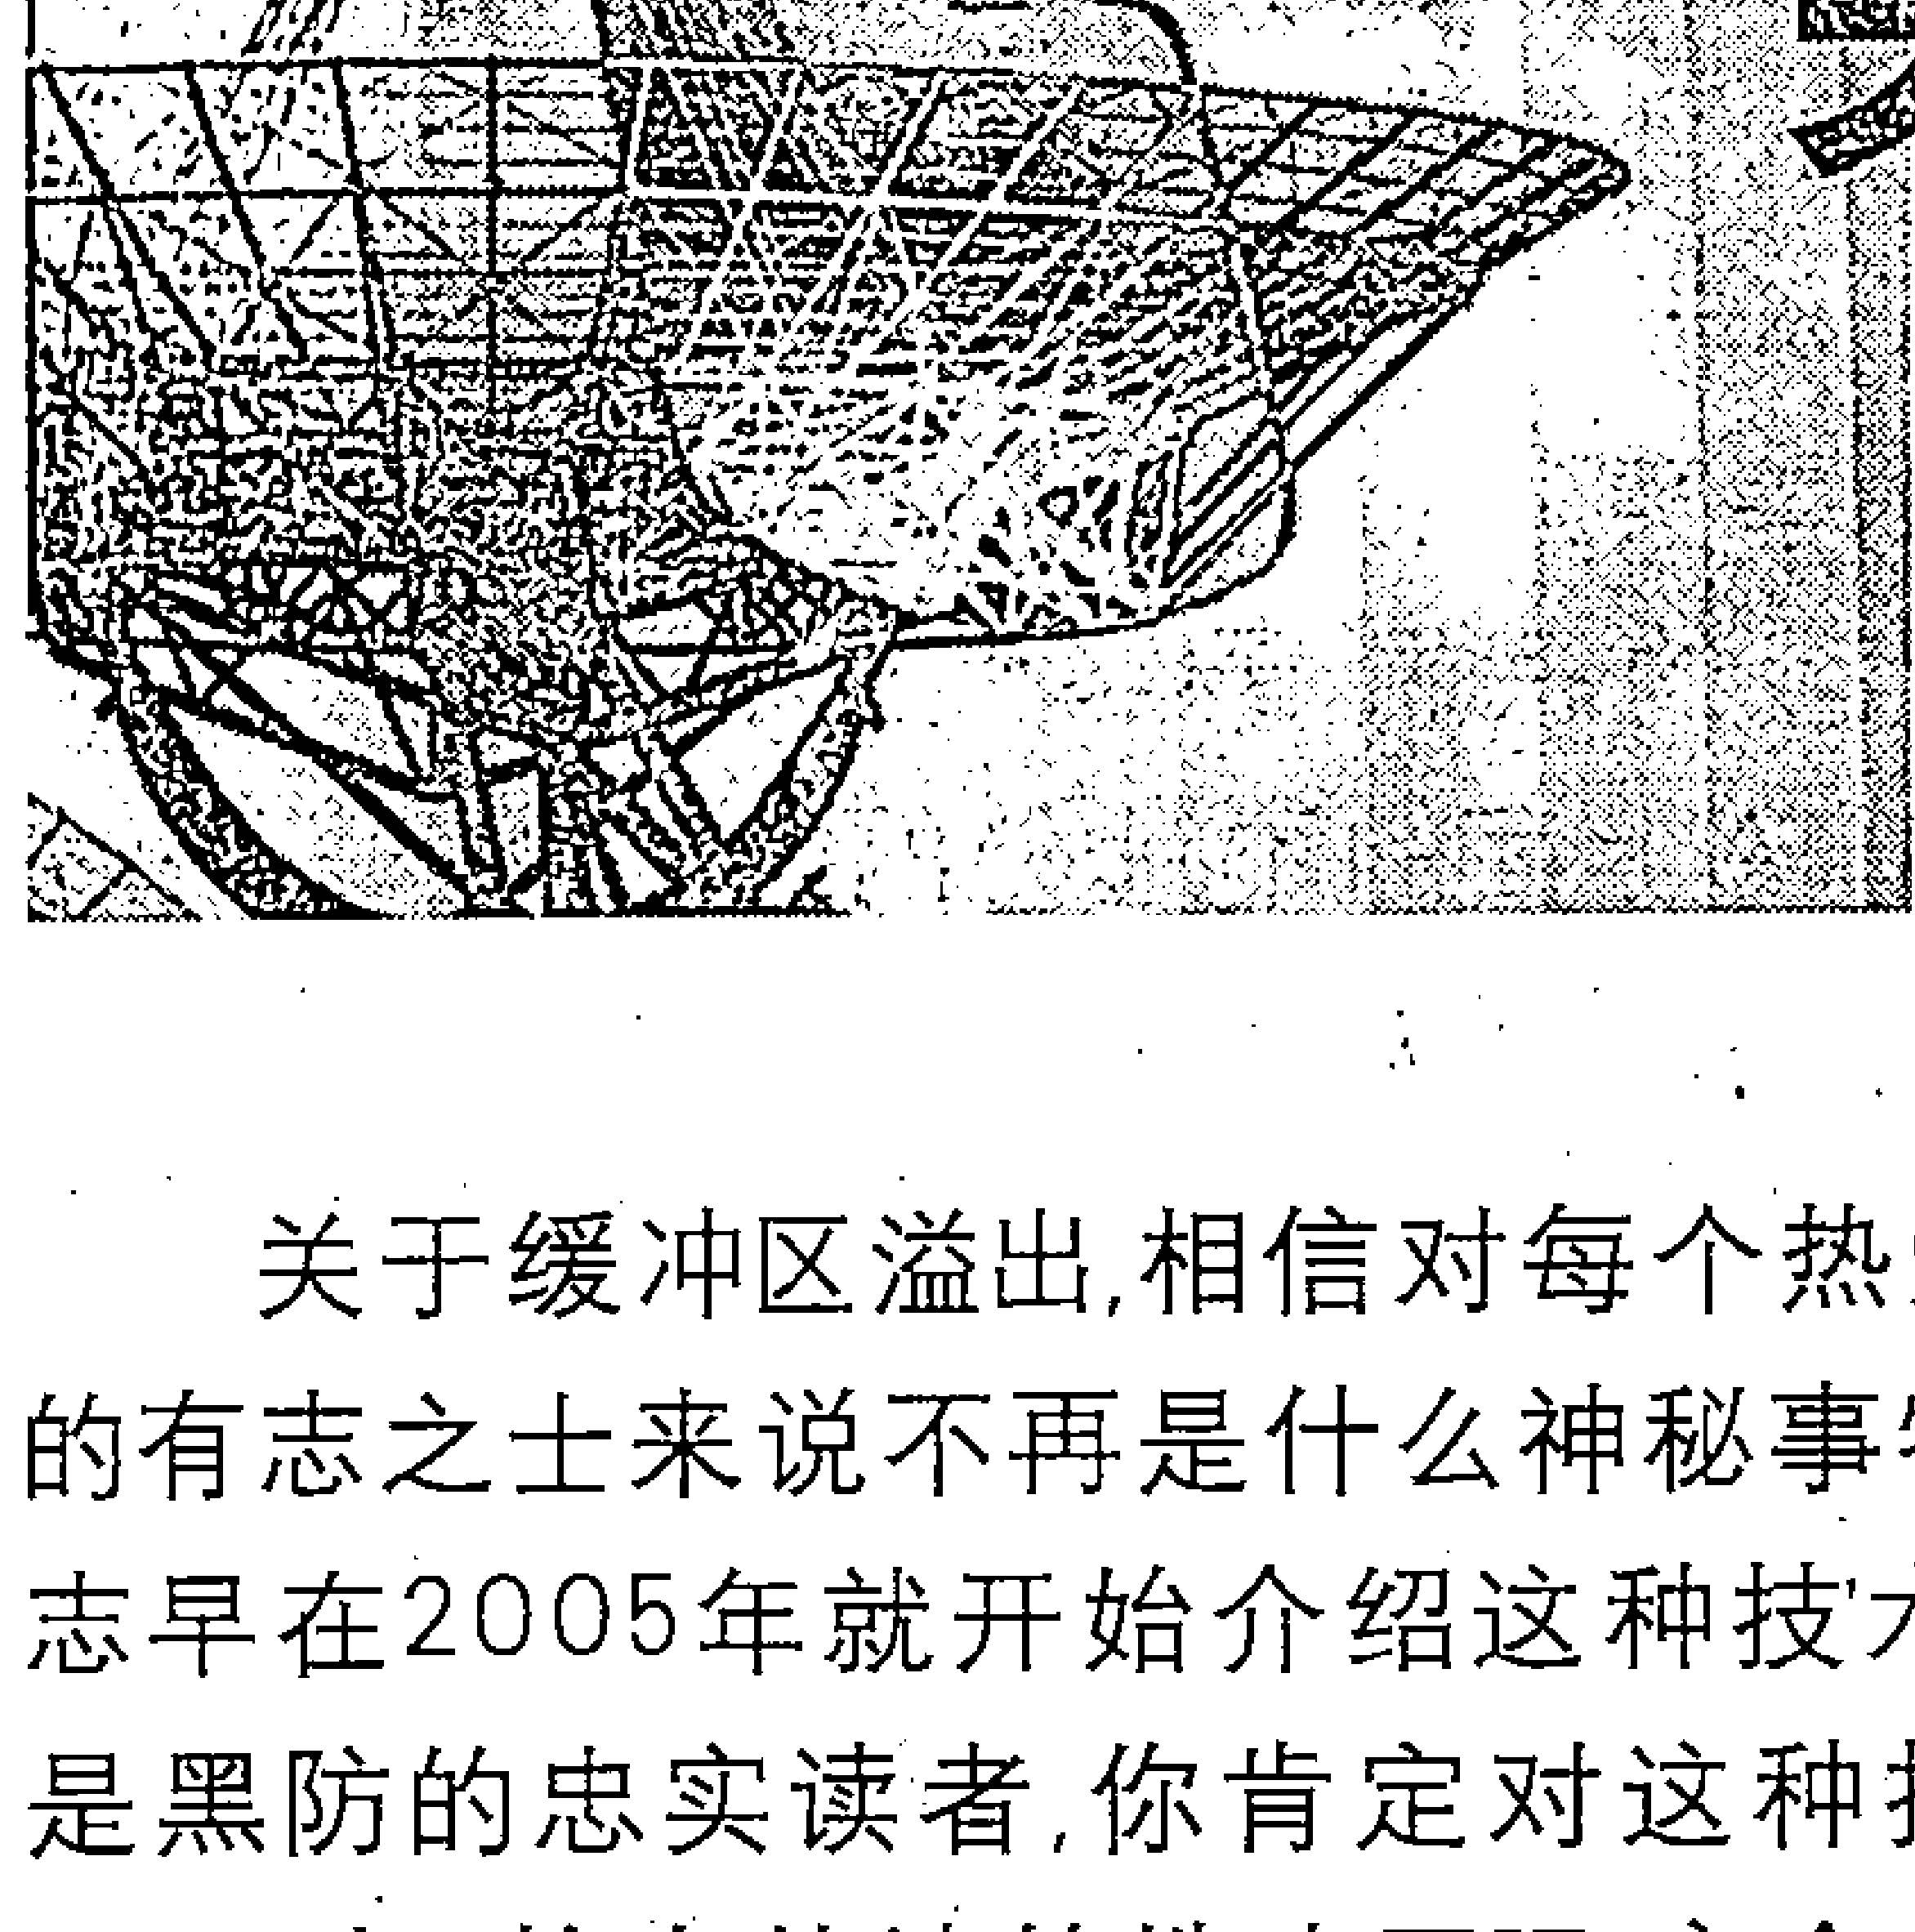 关于缓冲区溢出,相信对每个热
的有志之士来说不再是什么神秘事
志早在2005年就开始介绍这种技
是黑防的忠实读者,你肯定对这种